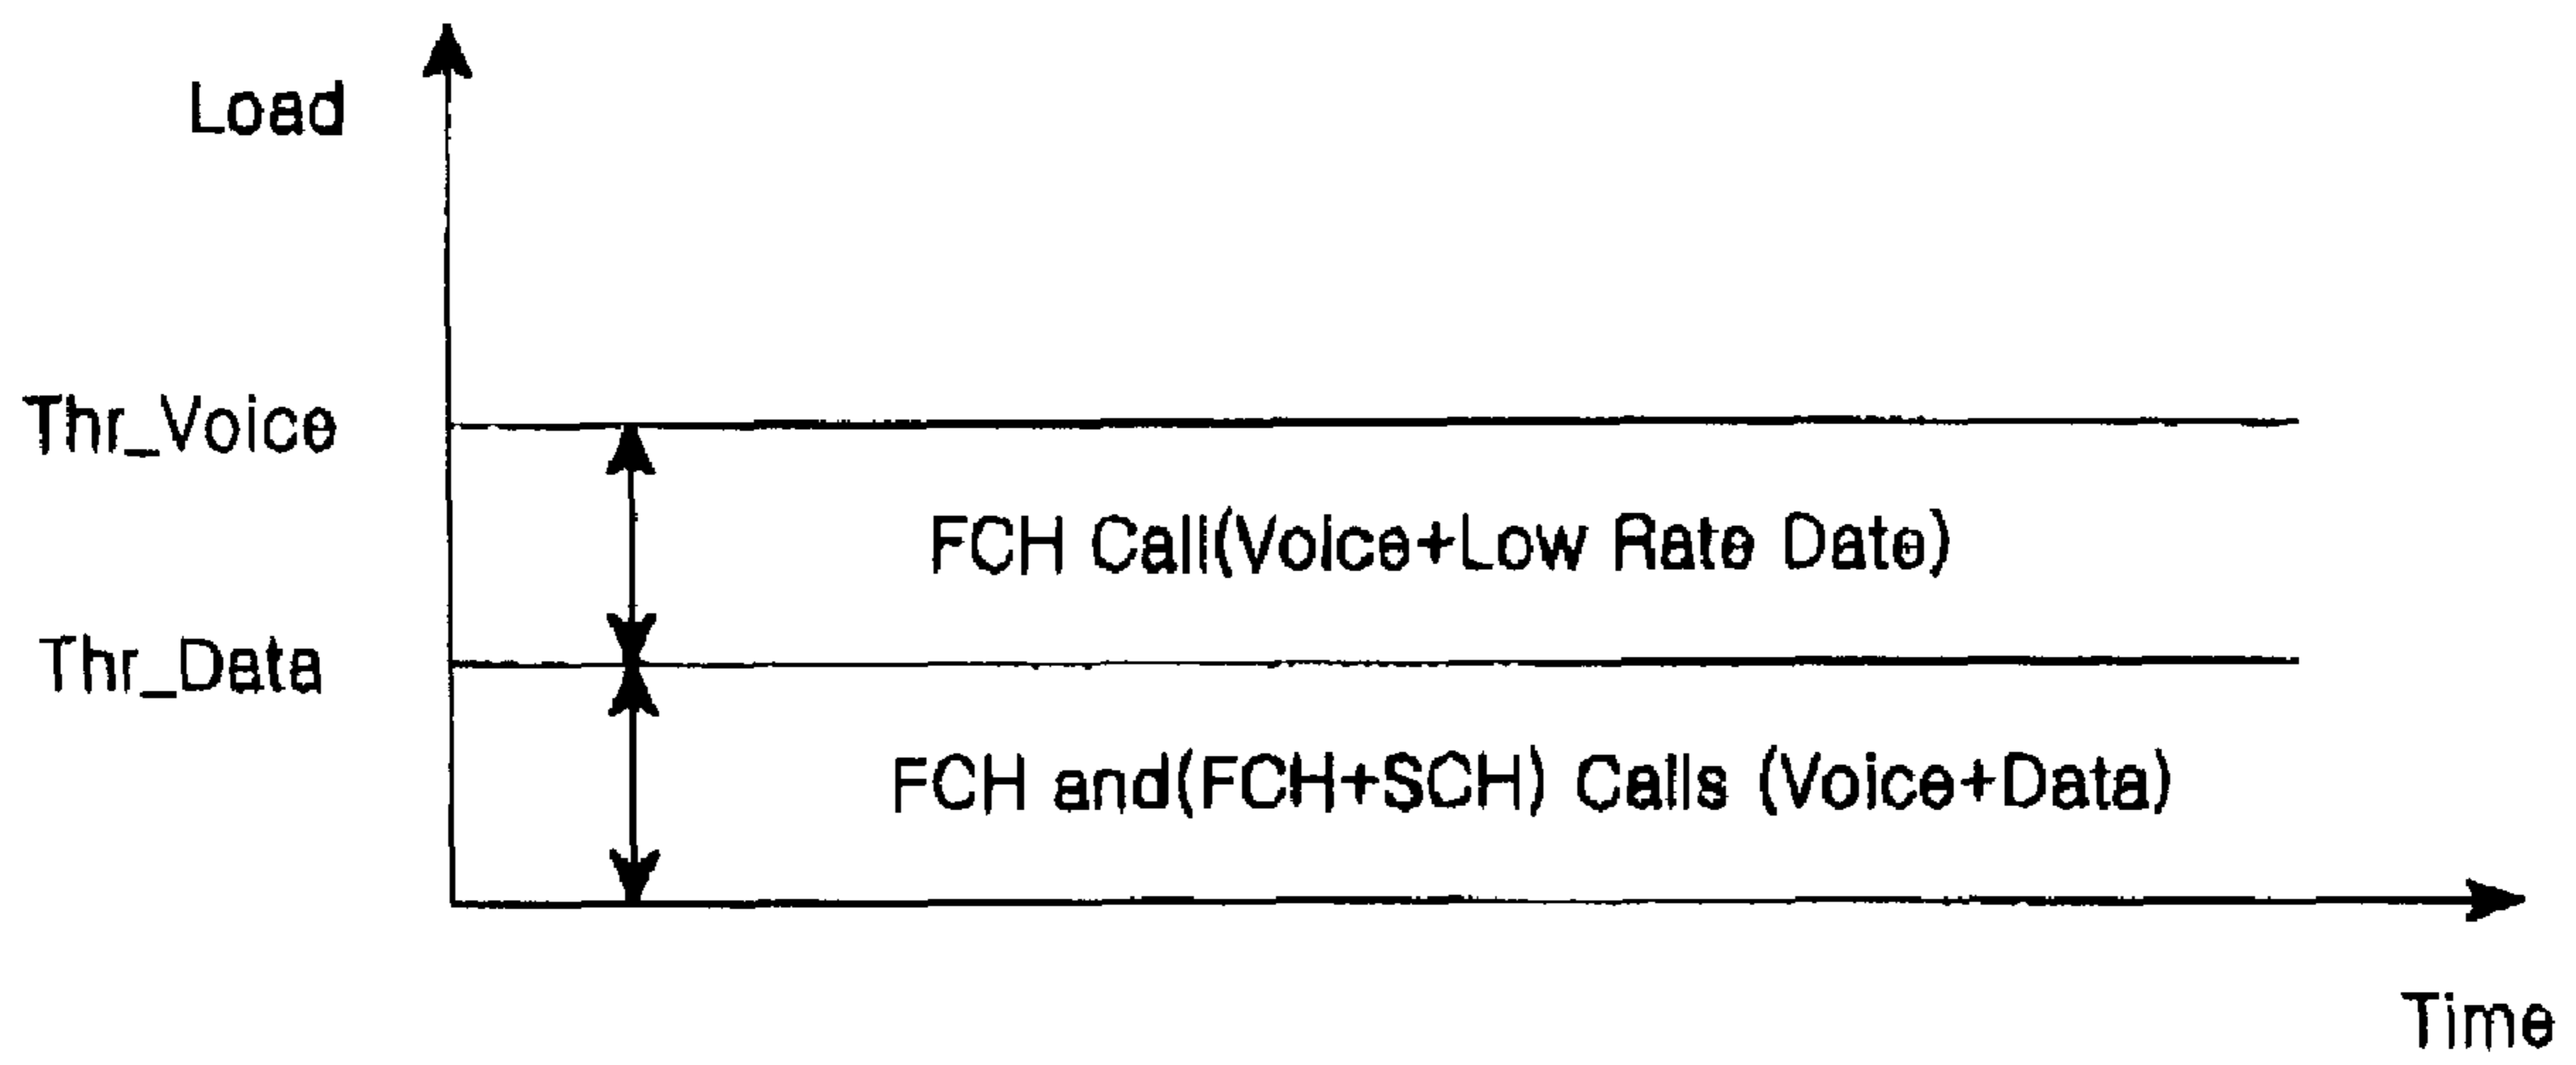 Load
Thr_Voice
FCH Call(Voice+Low Rate Date)
Thr_Data
FCH and(FCH+SCH) Calls (Voice+Data)
Time